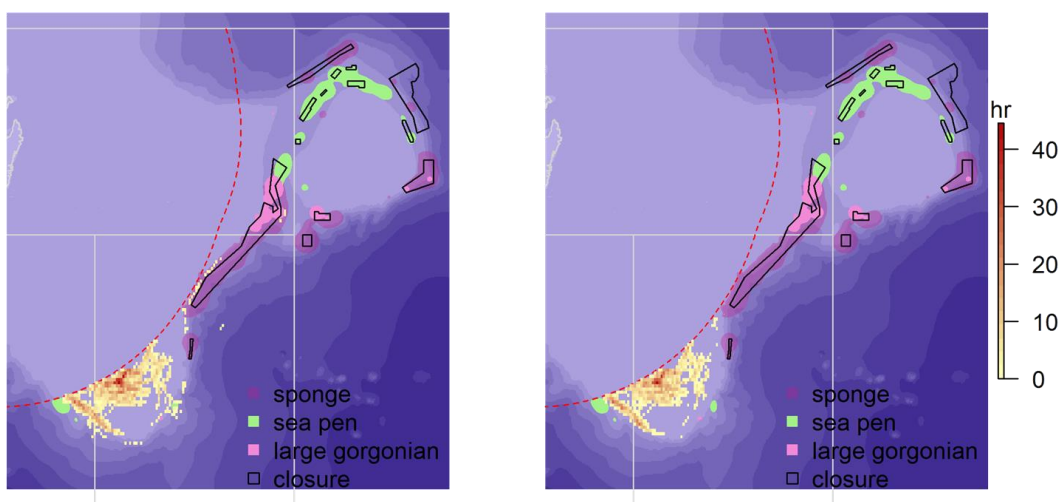 hr
40
30
20
10
0
sponge
sea pen
large gorgonian
closure
sponge
sea pen
large gorgonian
closure